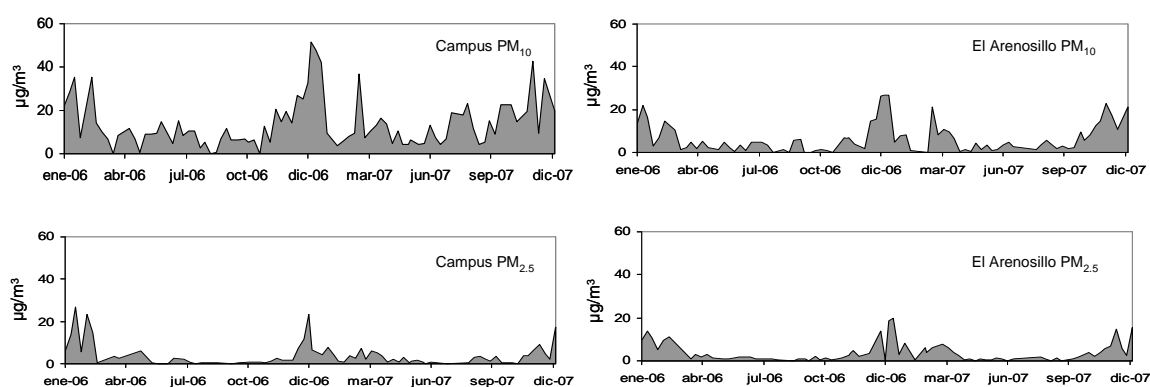 Campus PM10
µg/m³
60
40
20
0
ene-06 abr-06 jul-06 oct-06 dic-06 mar-07 jun-07 sep-07 dic-07
El Arenosillo PM10
µg/m³
60
40
20
0
ene-06 abr-06 jul-06 oct-06 dic-06 mar-07 jun-07 sep-07 dic-07
Campus PM2.5
µg/m³
60
40
20
0
ene-06 abr-06 jul-06 oct-06 dic-06 mar-07 jun-07 sep-07 dic-07
El Arenosillo PM2.5
µg/m³
60
40
20
0
ene-06 abr-06 jul-06 oct-06 dic-06 mar-07 jun-07 sep-07 dic-07